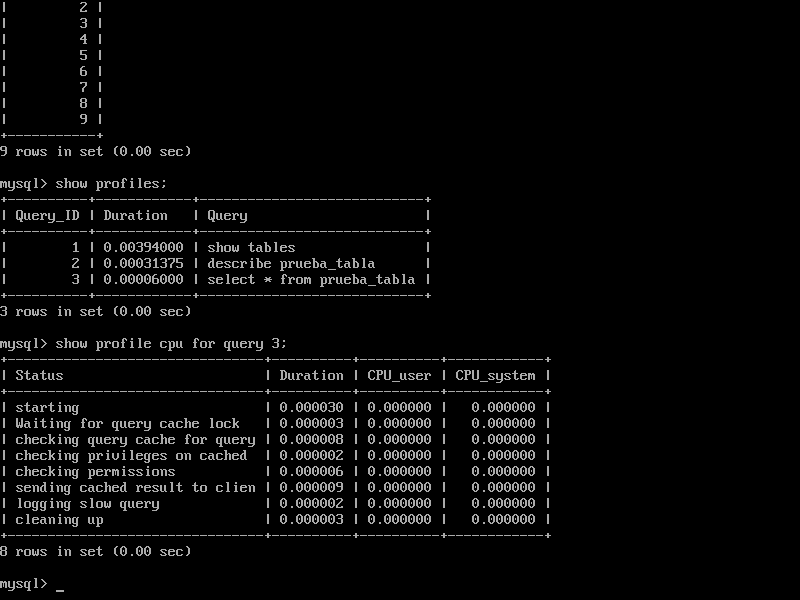 |         2 |
|         3 |
|         4 |
|         5 |
|         6 |
|         7 |
|         8 |
|         9 |
+-----------+
9 rows in set (0.00 sec)
mysql> show profiles;
+----------+------------+----------------------------+
| Query_ID | Duration   | Query                      |
+----------+------------+----------------------------+
|        1 | 0.00394000 | show tables                |
|        2 | 0.00031375 | describe prueba_tabla      |
|        3 | 0.00006000 | select * from prueba_tabla |
+----------+------------+----------------------------+
3 rows in set (0.00 sec)
mysql> show profile cpu for query 3;
+--------------------------------+----------+----------+------------+
| Status                         | Duration | CPU_user | CPU_system |
+--------------------------------+----------+----------+------------+
| starting                       | 0.000030 | 0.000000 |   0.000000 |
| Waiting for query cache lock   | 0.000003 | 0.000000 |   0.000000 |
| checking query cache for query | 0.000008 | 0.000000 |   0.000000 |
| checking privileges on cached  | 0.000002 | 0.000000 |   0.000000 |
| checking permissions           | 0.000006 | 0.000000 |   0.000000 |
| sending cached result to clien | 0.000009 | 0.000000 |   0.000000 |
| logging slow query             | 0.000002 | 0.000000 |   0.000000 |
| cleaning up                    | 0.000003 | 0.000000 |   0.000000 |
+--------------------------------+----------+----------+------------+
8 rows in set (0.00 sec)
mysql> _